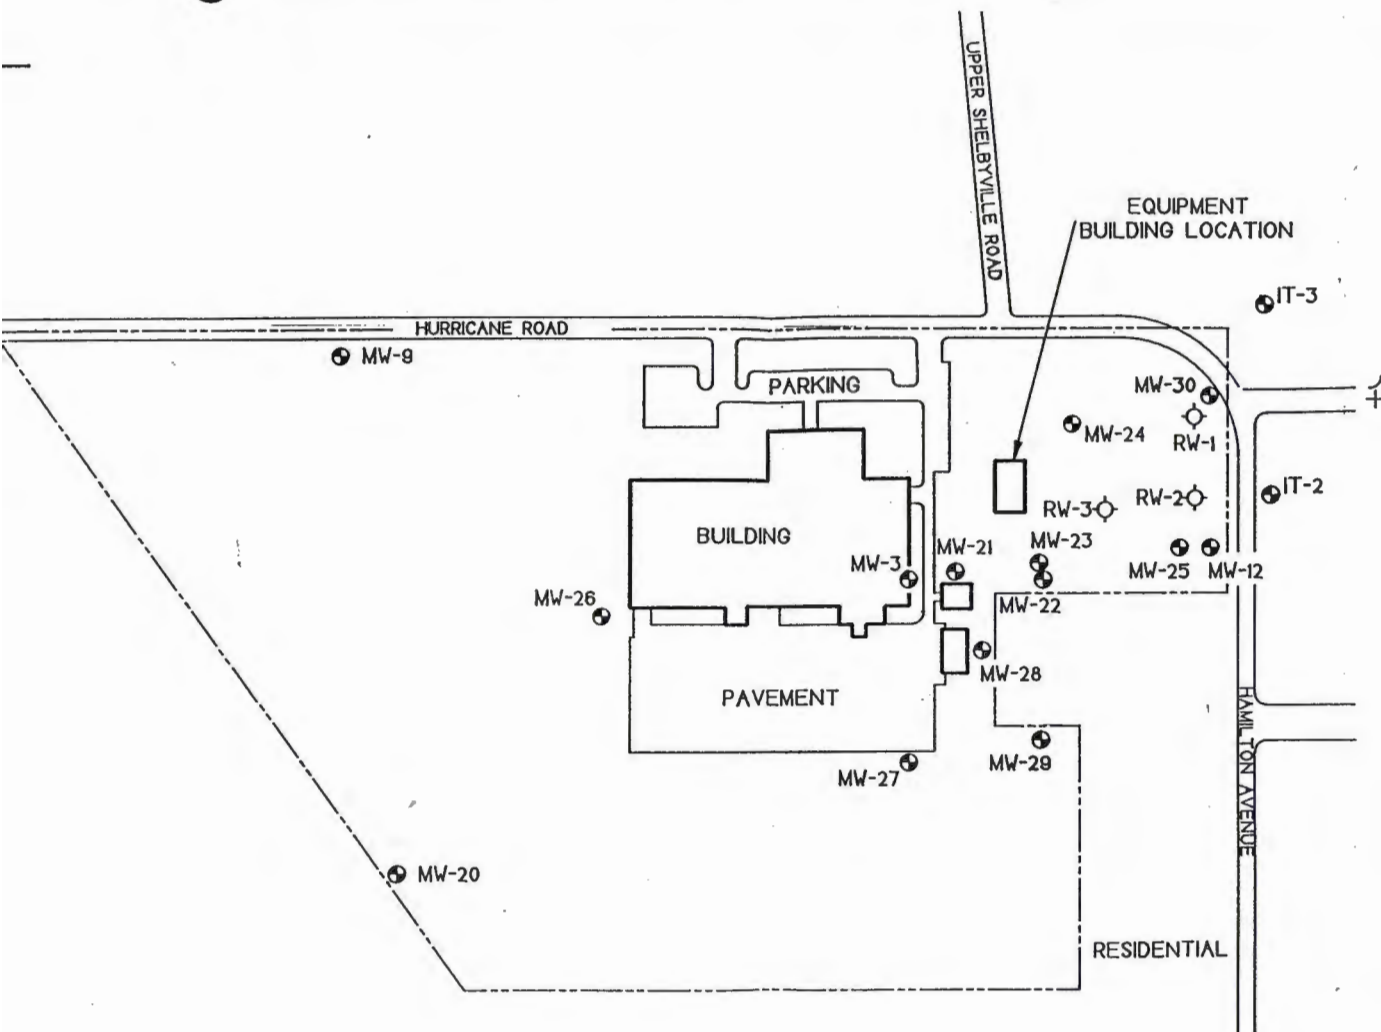 UPPER SHELBYVILLE ROAD
EQUIPMENT
BUILDING LOCATION
IT-3
HURRICANE ROAD
MW-9
PARKING
MW-30
MW-24
RW-1
BUILDING
RW-3
RW-2
IT-2
MW-3
MW-21
MW-23
MW-25
MW-12
MW-26
MW-22
MW-28
PAVEMENT
MW-27
MW-29
HAMILTON AVENUE
MW-20
RESIDENTIAL